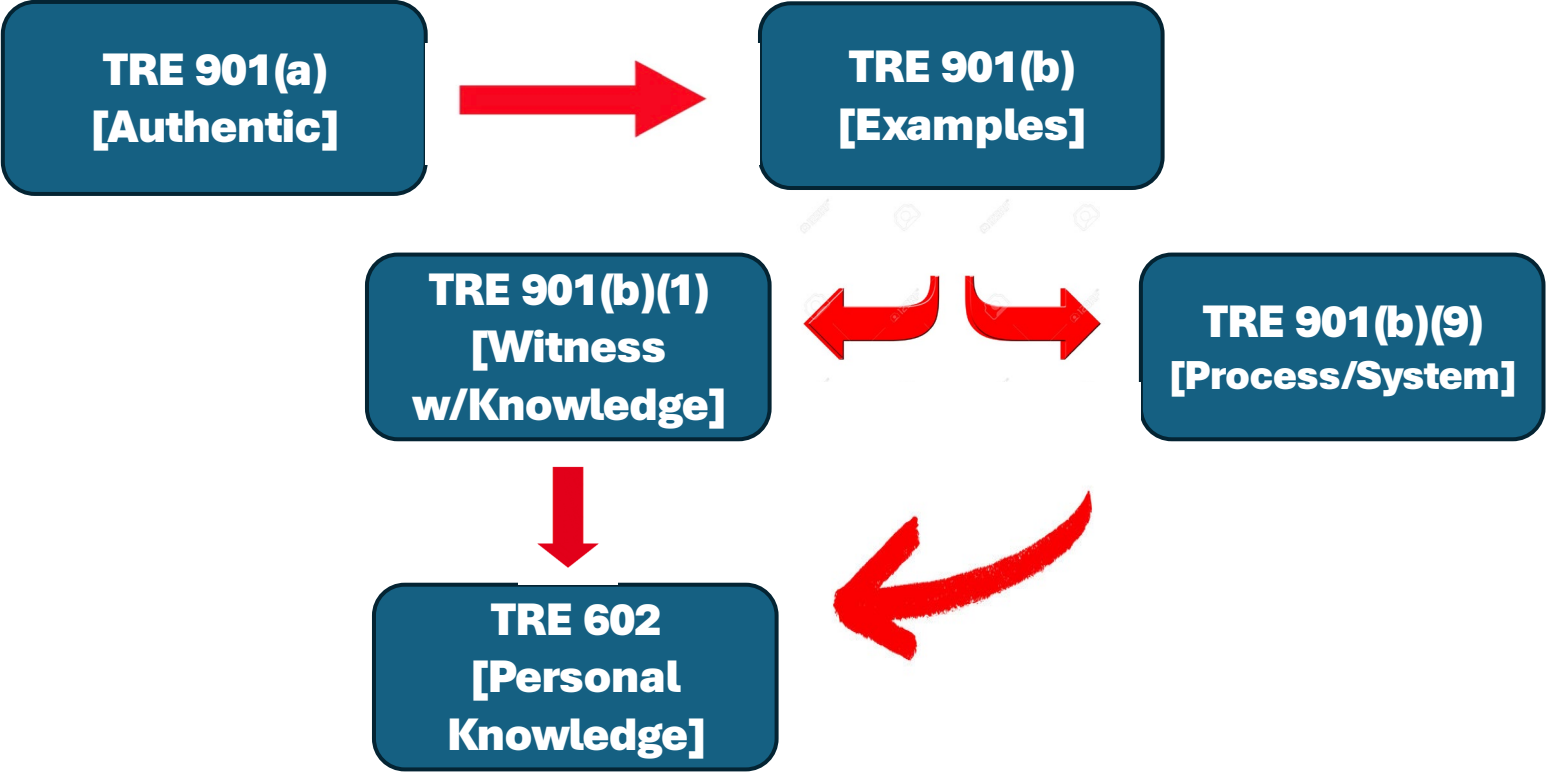 TRE 901(a)
[Authentic]
TRE 901(b)
[Examples]
TRE 901(b)(1)
[Witness
w/Knowledge]
TRE 901(b)(9)
[Process/System]
TRE 602
[Personal
Knowledge]